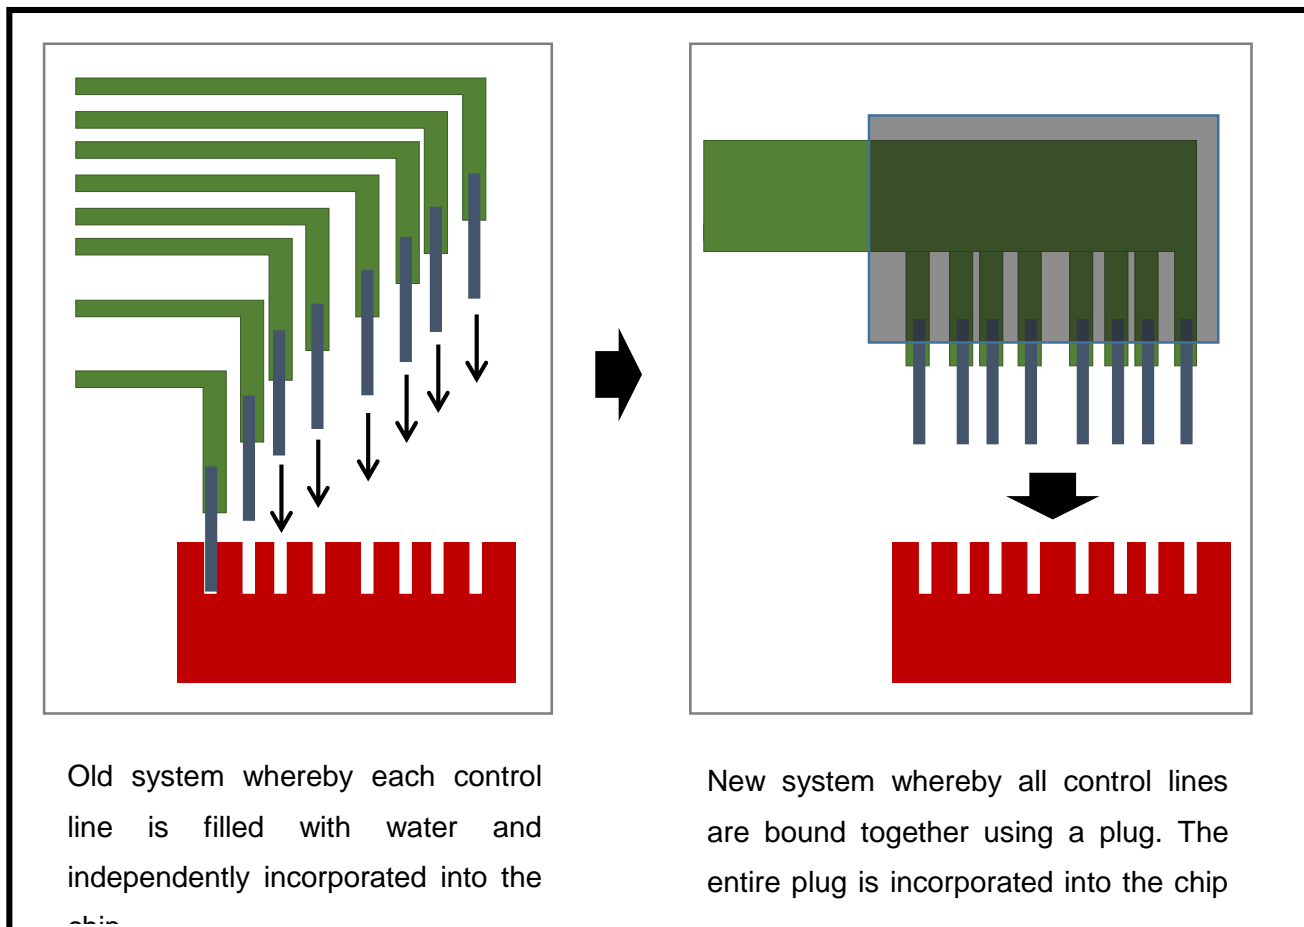 Old system whereby each control
line is filled with water and
independently incorporated into the
New system whereby all control lines
are bound together using a plug. The
entire plug is incorporated into the chip